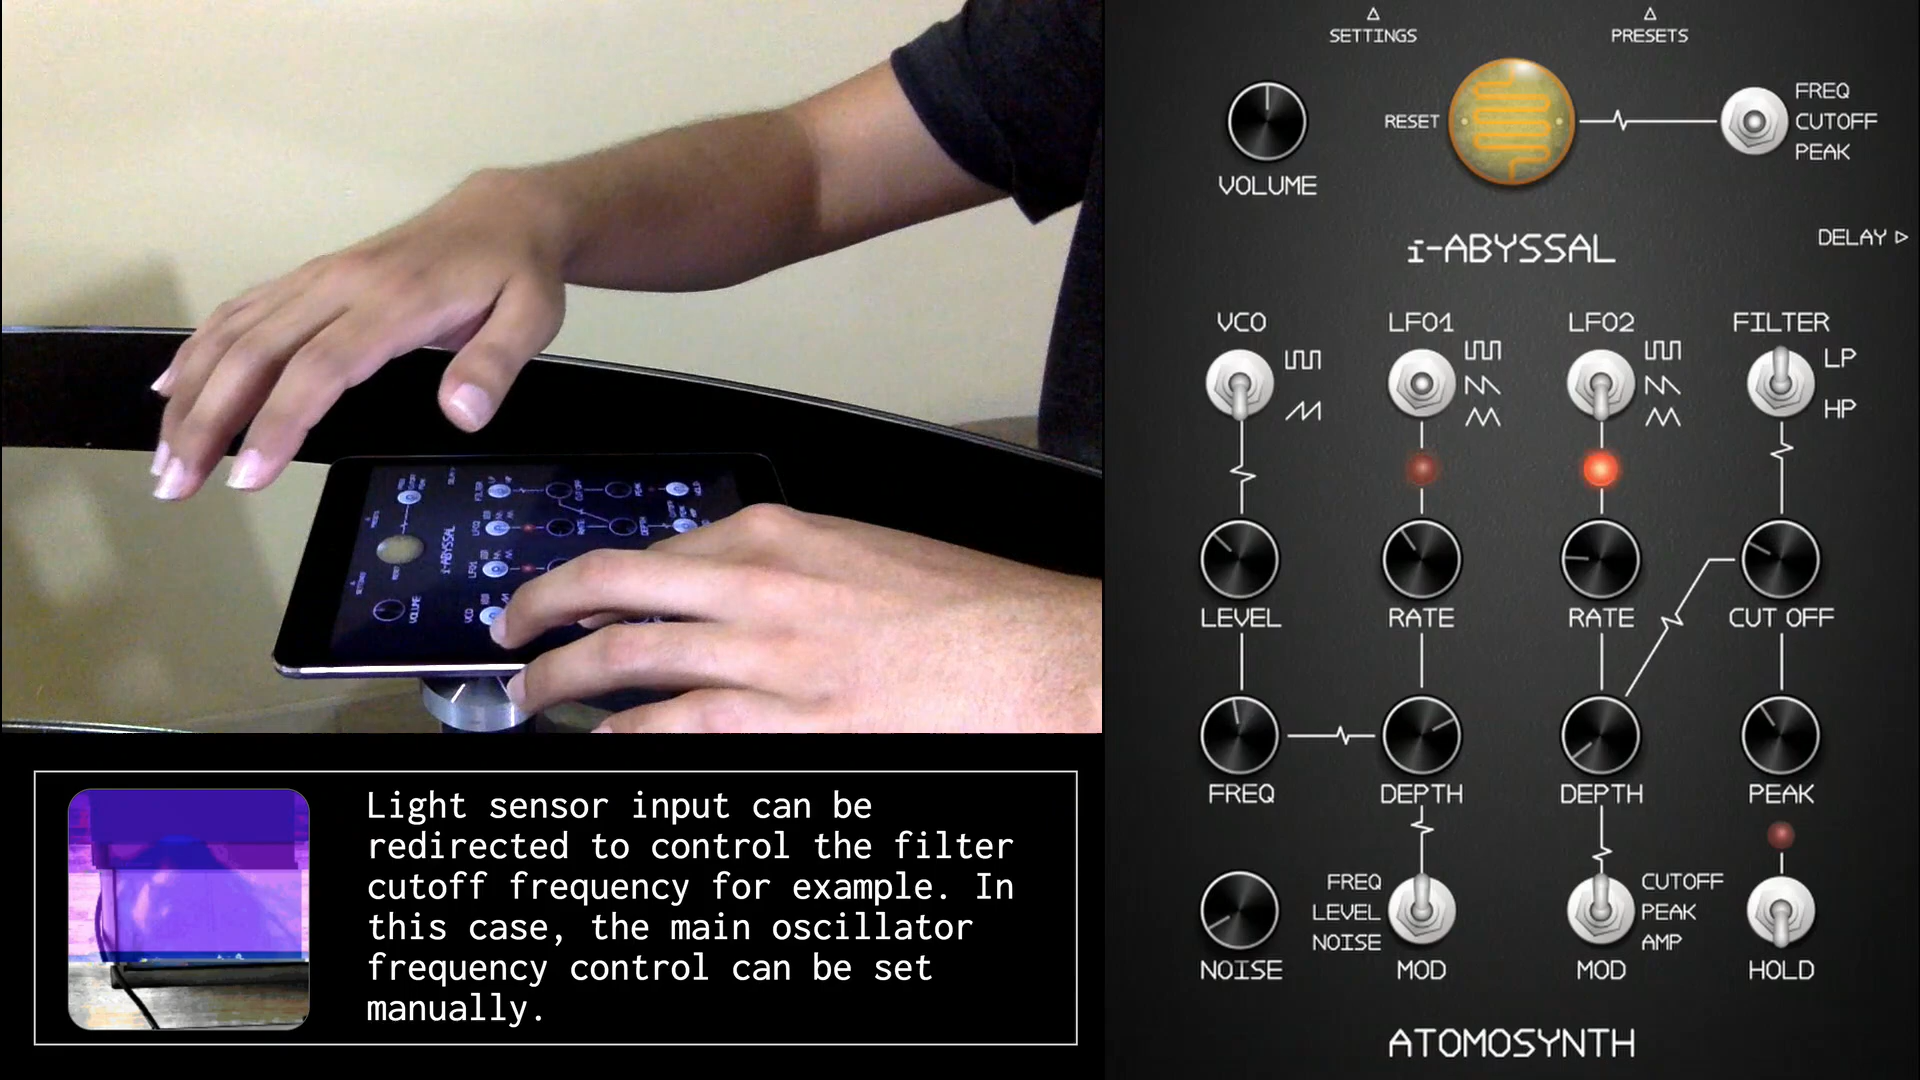 SETTINGS
PRESETS
VOLUME
RESET
FREQ
CUTOFF
PEAK
i-ABYSSAL
DELAY
VCO
LFO1
LFO2
FILTER
LP
HP
LEVEL
RATE
RATE
CUT OFF
FREQ
DEPTH
DEPTH
PEAK
NOISE
FREQ
LEVEL
NOISE
MOD
CUTOFF
PEAK
AMP
MOD
HOLD
ATOMOSYNTH
Light sensor input can be
redirected to control the filter
cutoff frequency for example. In
this case, the main oscillator
frequency control can be set
manually.